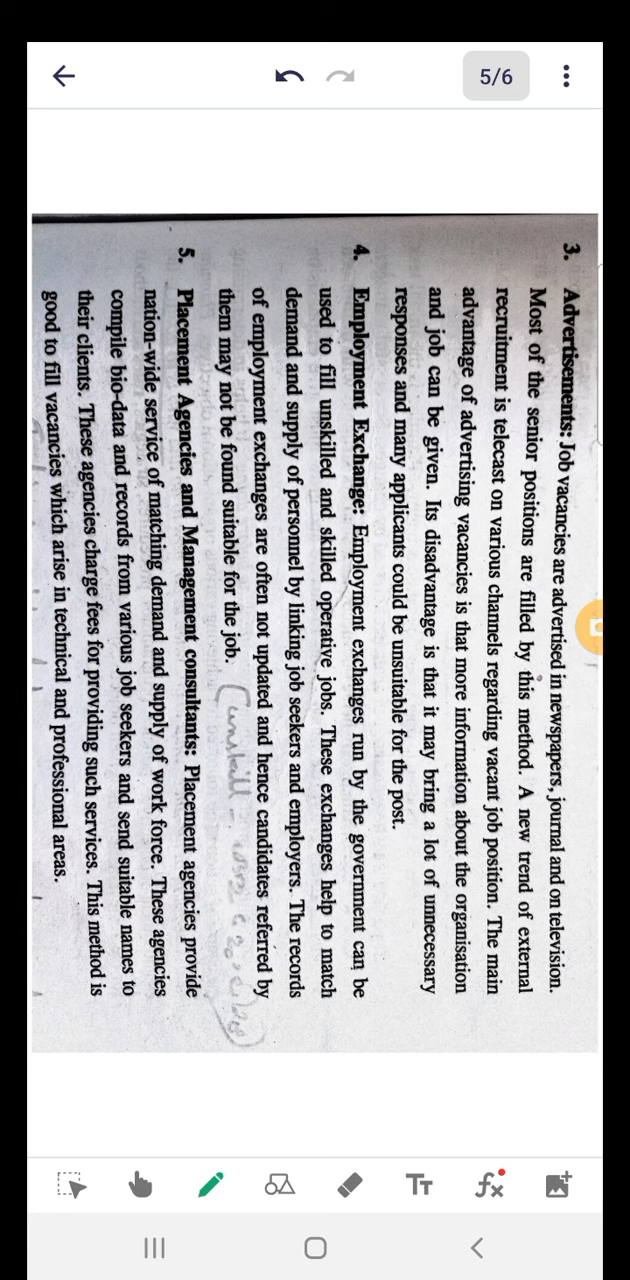 5/6
3. Advertisements: Job vacancies are advertised in newspapers, journal and on television.
Most of the senior positions are filled by this method. A new trend of external
recruitment is telecast on various channels regarding vacant job position. The main
advantage of advertising vacancies is that more information about the organisation
and job can be given. Its disadvantage is that it may bring a lot of unnecessary
responses and many applicants could be unsuitable for the post.
4. Employment Exchange: Employment exchanges run by the government can be
used to fill unskilled and skilled operative jobs. These exchanges help to match
demand and supply of personnel by linking job seekers and employers. The records
of employment exchanges are often not updated and hence candidates referred by
them may not be found suitable for the job.
(unskill -
5. Placement Agencies and Management consultants: Placement agencies provide
nation-wide service of matching demand and supply of work force. These agencies
compile bio-data and records from various job seekers and send suitable names to
their clients. These agencies charge fees for providing such services. This method is
good to fill vacancies which arise in technical and professional areas.
TT
fx